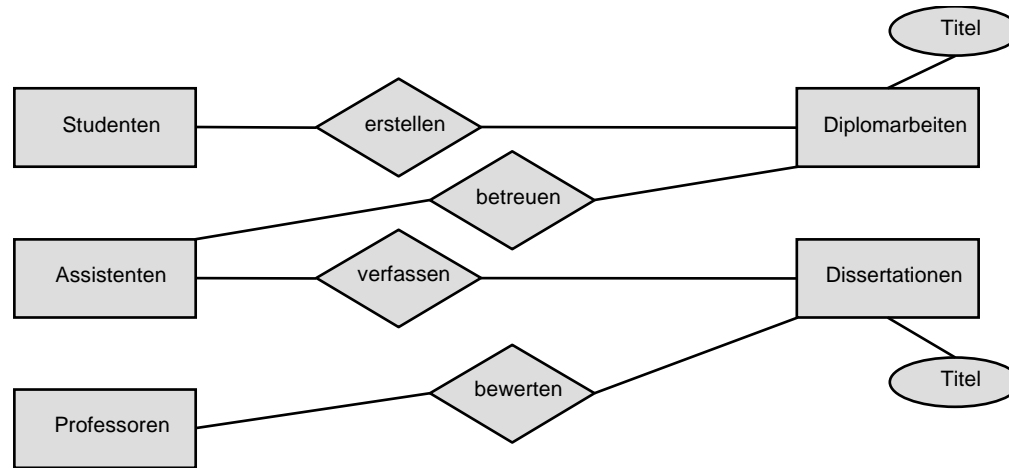 Titel
Studenten
erstellen
Diplomarbeiten
betreuen
Assistenten
verfassen
Dissertationen
bewerten
Titel
Professoren